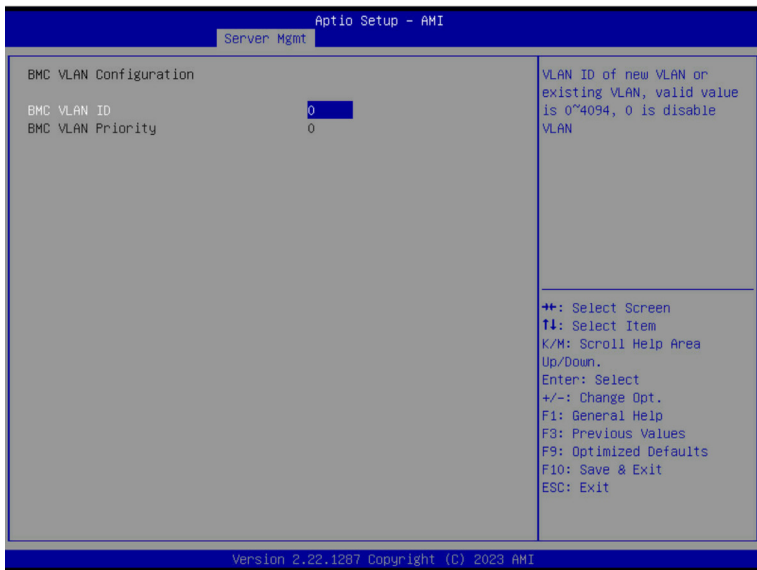 Aptio Setup – AMI
Server Mgmt
BMC VLAN Configuration
BMC VLAN ID 0
BMC VLAN Priority 0
VLAN ID of new VLAN or
existing VLAN, valid value
is 0~4094, 0 is disable
VLAN
→←: Select Screen
↑↓: Select Item
K/M: Scroll Help Area
Up/Down.
Enter: Select
+/-: Change Opt.
F1: General Help
F3: Previous Values
F9: Optimized Defaults
F10: Save & Exit
ESC: Exit
Version 2.22.1287 Copyright (C) 2023 AMI